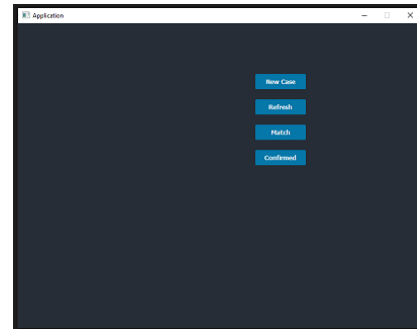 Application
New Case
Refresh
Match
Confirmed